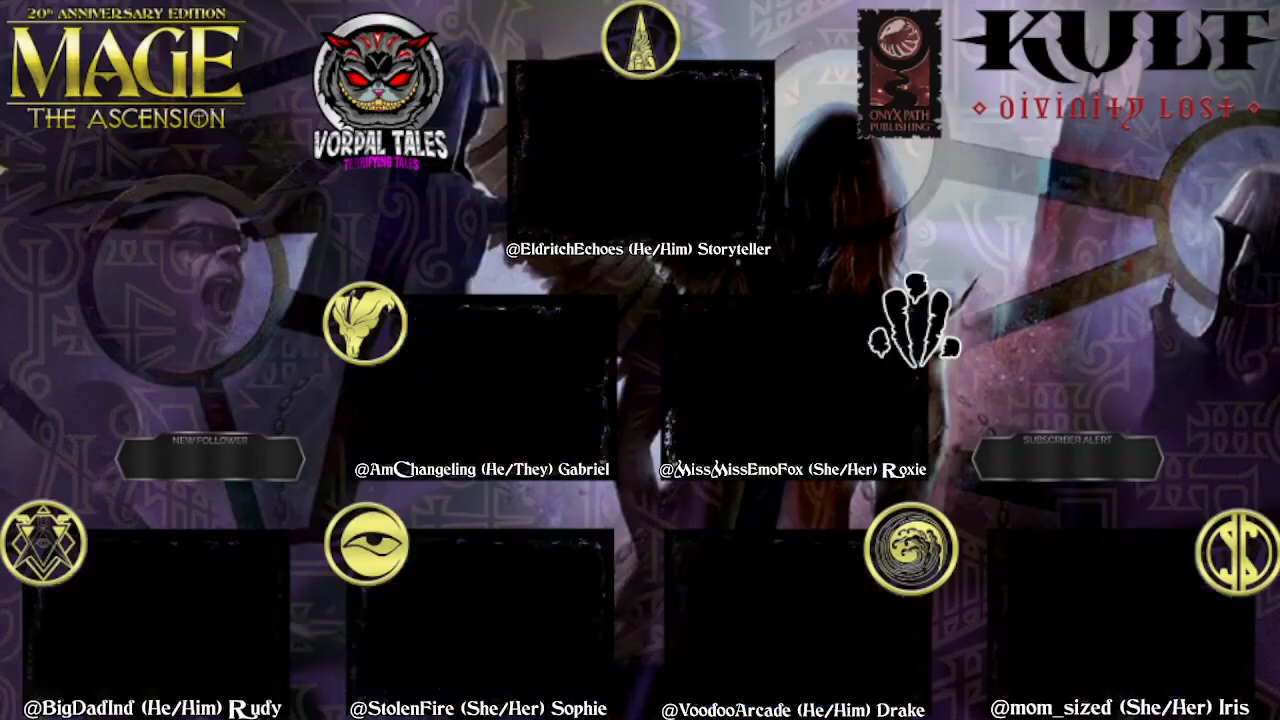 20th ANNIVERSARY EDITION
MAGE
THE ASCENSION
VORPAL TALES
TERRIFYING TALES
ONYX PATH
PUBLISHING
KULT
DIVINITY LOST
@EldritchEchoes (He/Him) Storyteller
@AmChangeling (He/They) Gabriel
@MissMissEmoFox (She/Her) Roxie
NEW FOLLOWER
SUBSCRIBER ALERT
@BigDadInd (He/Him) Rudy
@StolenFire (She/Her) Sophie
@VoodooArcade (He/Him) Drake
@mom_sized (She/Her) Iris